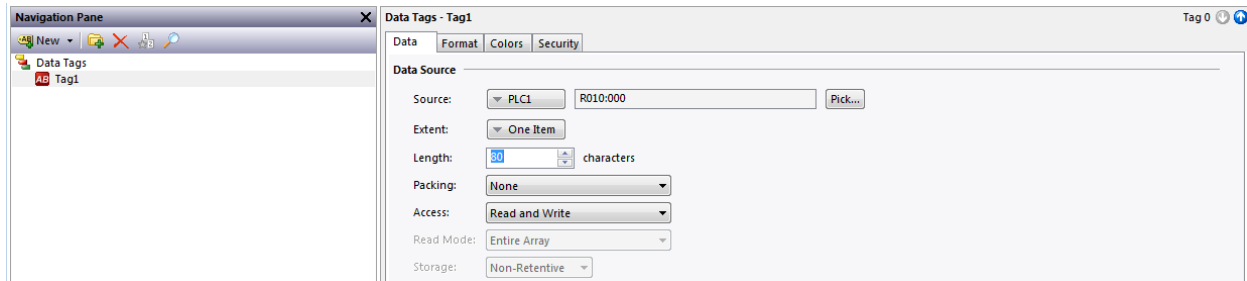 Navigation Pane
New
Data Tags
AB Tag1
Data Tags - Tag1
Tag 0
Data Format Colors Security
Data Source
Source: PLC1 R010:000 Pick...
Extent: One Item
Length: 80 characters
Packing: None
Access: Read and Write
Read Mode: Entire Array
Storage: Non-Retentive